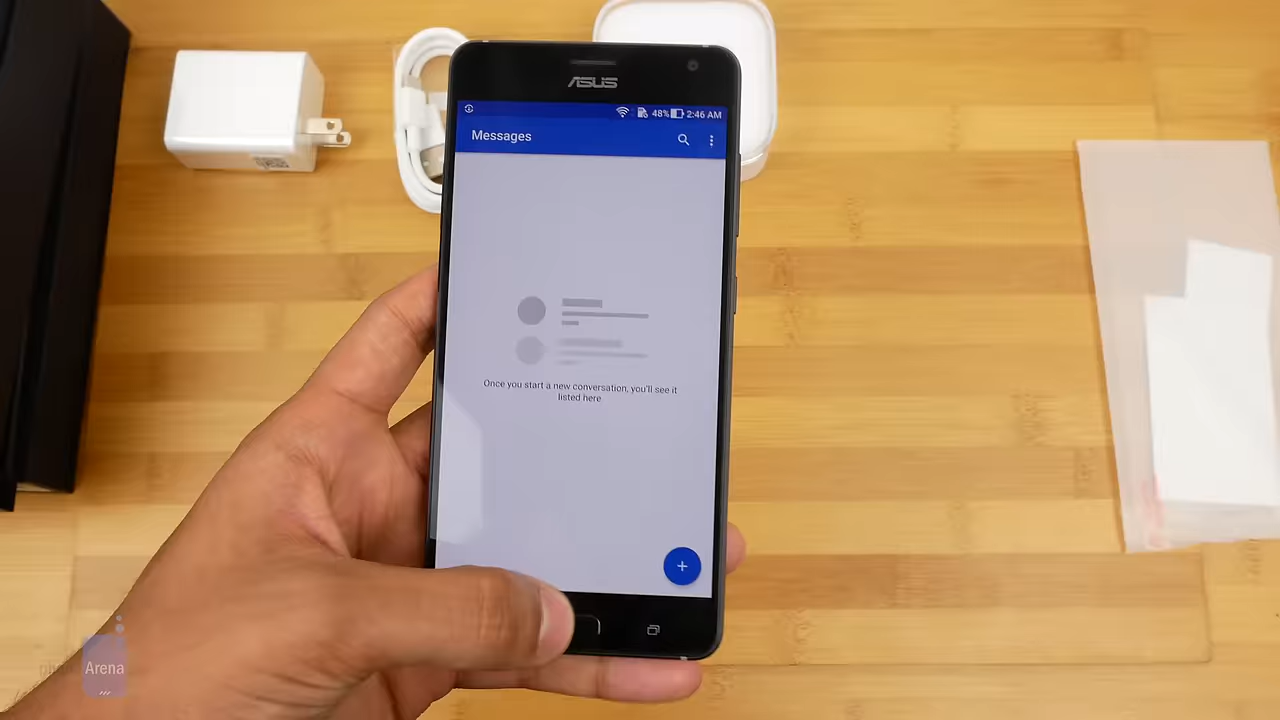 ASUS
48% 2:46 AM
Messages
Once you start a new conversation, you'll see it
listed here
+
Arena